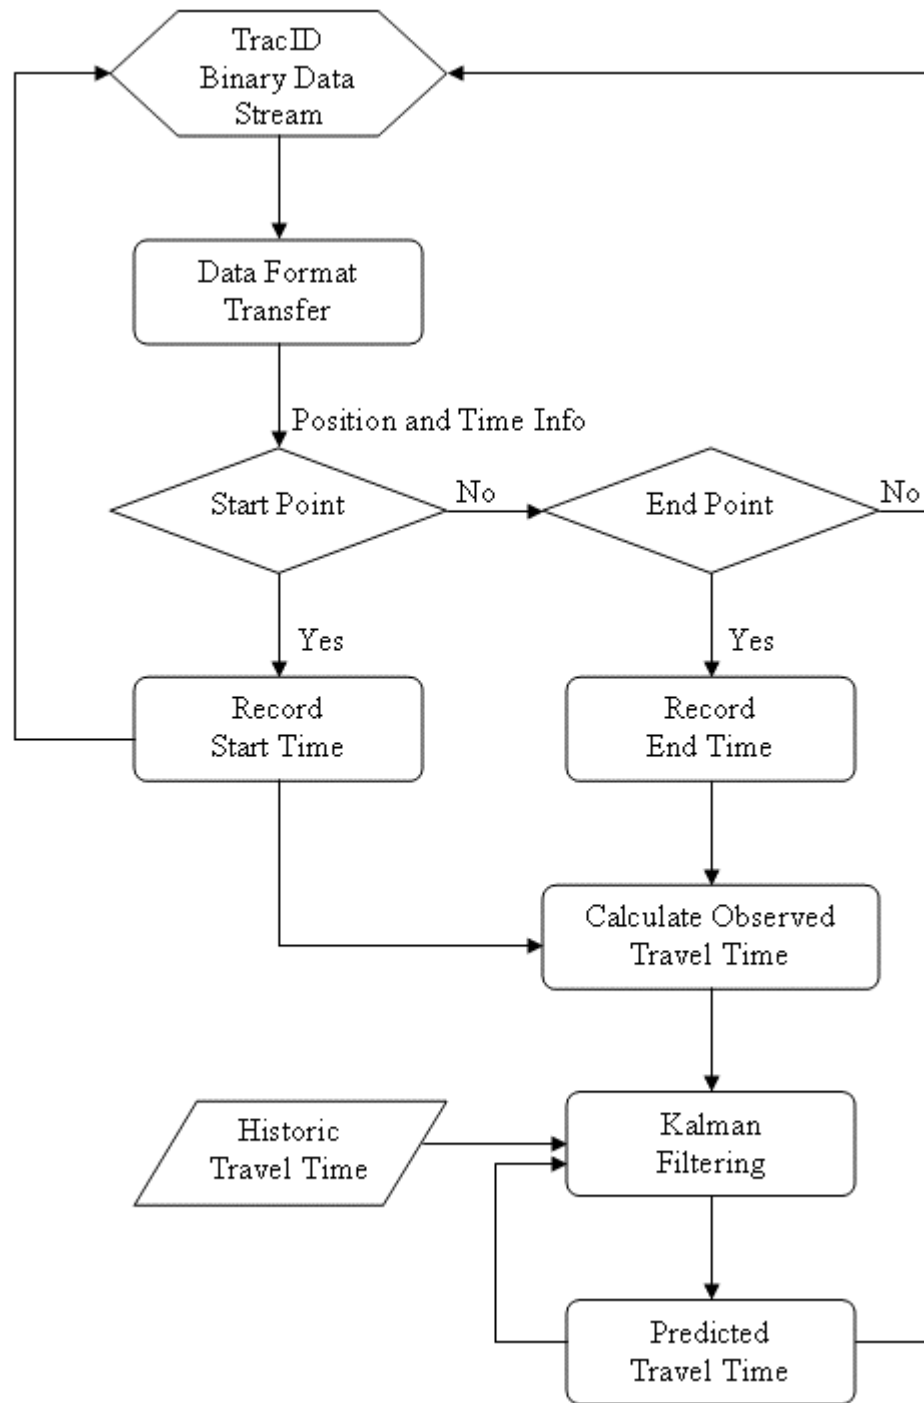 TracID
Binary Data
Stream
Data Format
Transfer
Position and Time Info
Start Point
No
End Point
No
Yes
Yes
Record
Start Time
Record
End Time
Calculate Observed
Travel Time
Historic
Travel Time
Kalman
Filtering
Predicted
Travel Time